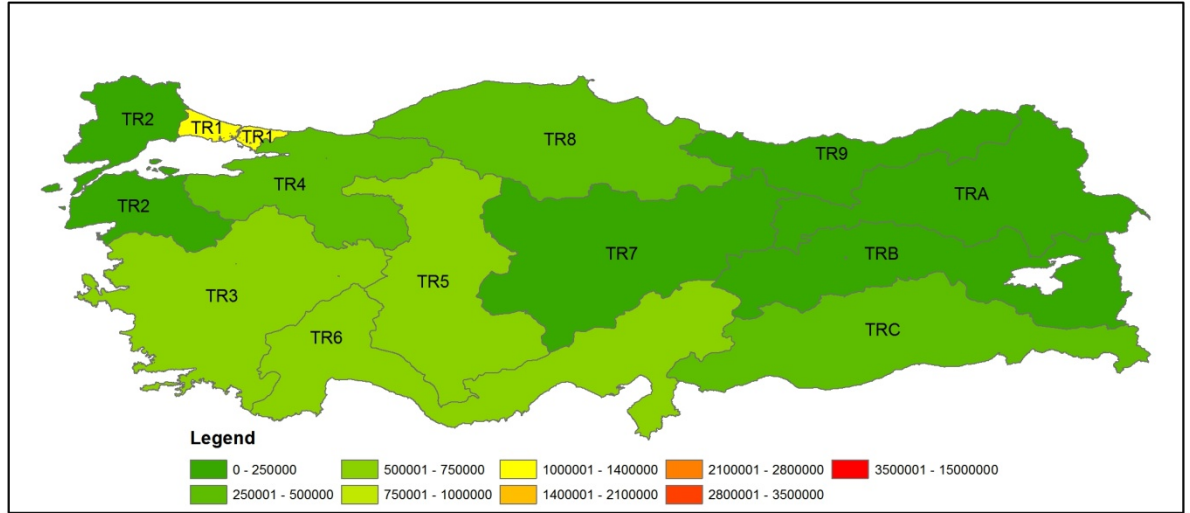 TR2
TR1
TR1
TR8
TR9
TR4
TRA
TR2
TR7
TRB
TR5
TR3
TR6
TRC
Legend
0 - 250000
500001 - 750000
1000001 - 1400000
2100001 - 2800000
3500001 - 15000000
250001 - 500000
750001 - 1000000
1400001 - 2100000
2800001 - 3500000